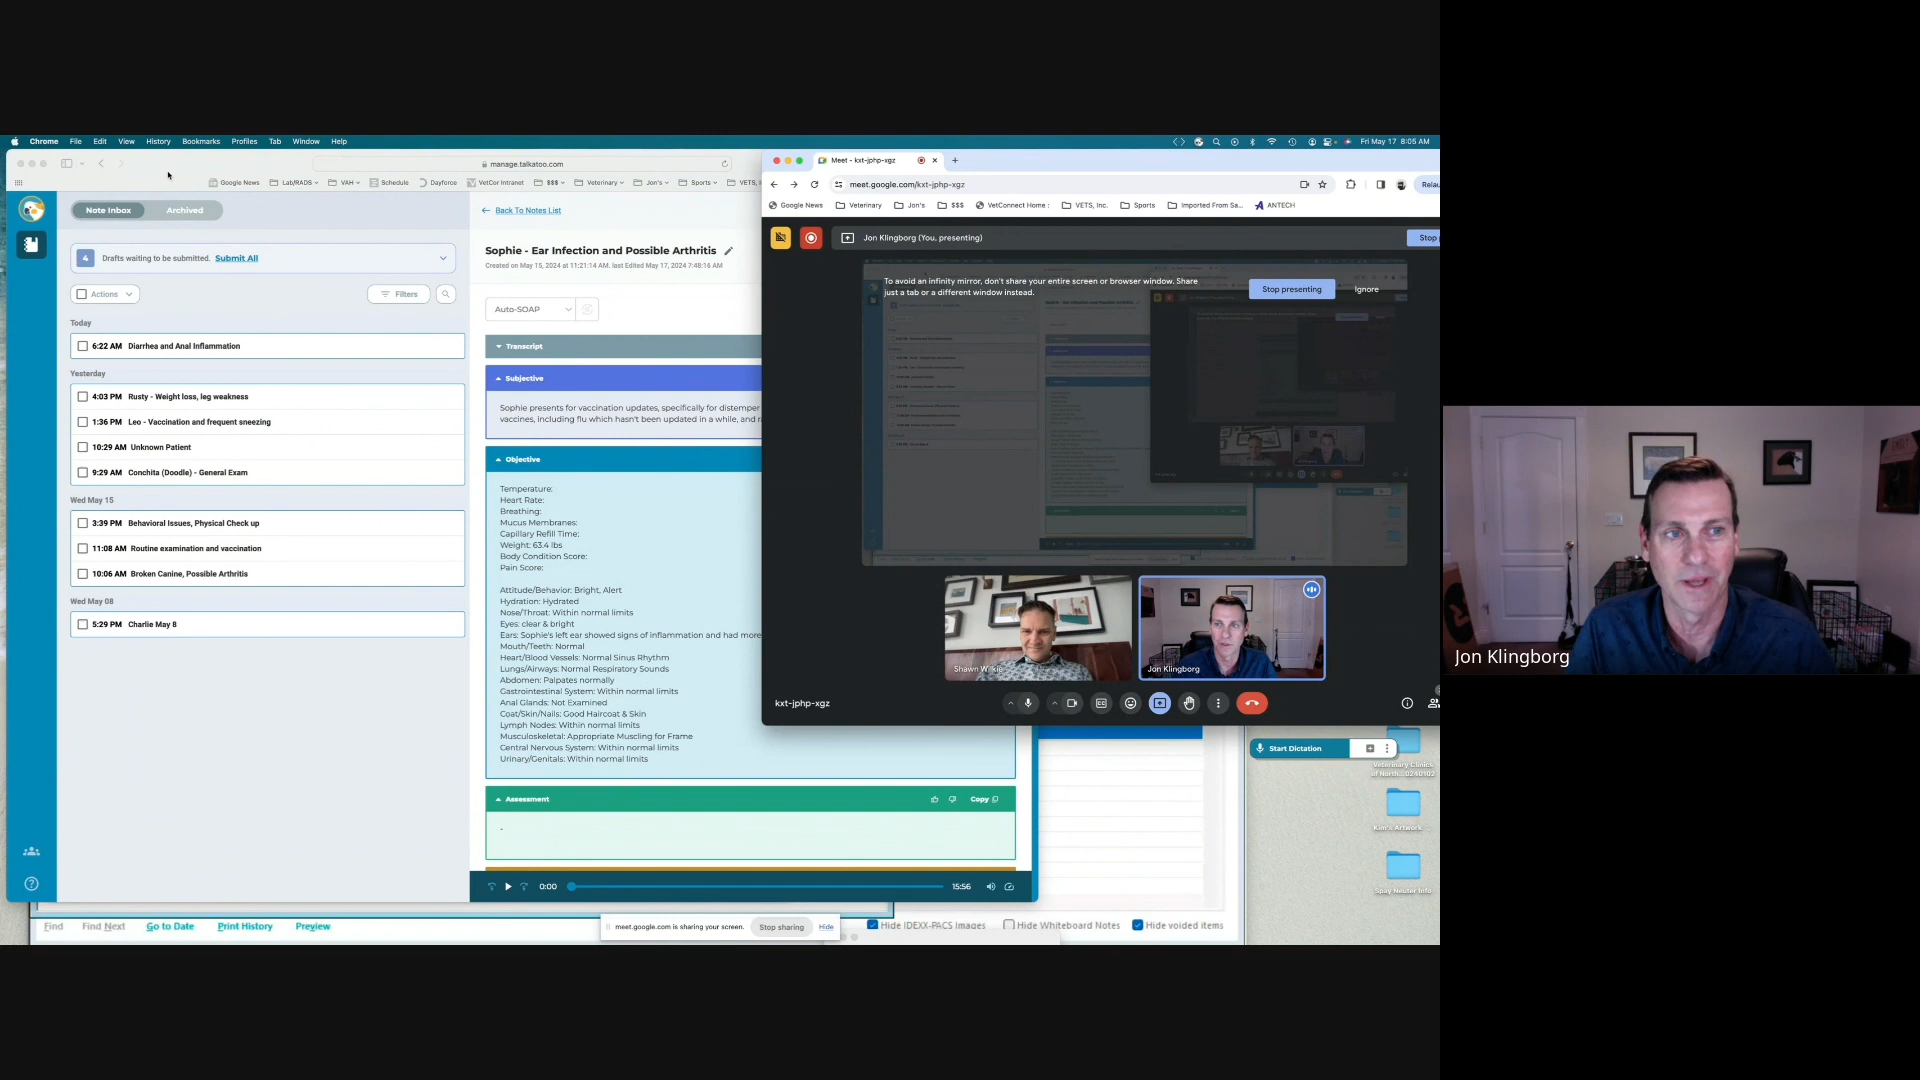 Chrome File Edit View History Bookmarks Profiles Tab Window Help
Fri May 17 8:05 AM
manage.talkatoo.com
Google News Lab/RADS VAH Schedule Dayforce VetCor Intranet $$$ Veterinary Jon's Sports VETS, I
Note Inbox Archived
4 Drafts waiting to be submitted. Submit All
Actions Filters
Today
6:22 AM Diarrhea and Anal Inflammation
Yesterday
4:03 PM Rusty - Weight loss, leg weakness
1:36 PM Leo - Vaccination and frequent sneezing
10:29 AM Unknown Patient
9:29 AM Conchita (Doodle) - General Exam
Wed May 15
3:39 PM Behavioral Issues, Physical Check up
11:08 AM Routine examination and vaccination
10:06 AM Broken Canine, Possible Arthritis
Wed May 08
5:29 PM Charlie May 8
Back To Notes List
Sophie - Ear Infection and Possible Arthritis
Created on May 15, 2024 at 11:21:14 AM. last Edited May 17, 2024 7:48:16 AM
Auto-SOAP
Transcript
Subjective
Sophie presents for vaccination updates, specifically for distemper
vaccines, including flu which hasn't been updated in a while, and r
Objective
Temperature:
Heart Rate:
Breathing:
Mucus Membranes:
Capillary Refill Time:
Weight: 63.4 lbs
Body Condition Score:
Pain Score:
Attitude/Behavior: Bright, Alert
Hydration: Hydrated
Nose/Throat: Within normal limits
Eyes: clear & bright
Ears: Sophie's left ear showed signs of inflammation and had more
Mouth/Teeth: Normal
Heart/Blood Vessels: Normal Sinus Rhythm
Lungs/Airways: Normal Respiratory Sounds
Abdomen: Palpates normally
Gastrointestinal System: Within normal limits
Anal Glands: Not Examined
Coat/Skin/Nails: Good Haircoat & Skin
Lymph Nodes: Within normal limits
Musculoskeletal: Appropriate Muscling for Frame
Central Nervous System: Within normal limits
Urinary/Genitals: Within normal limits
Assessment Copy
-
0:00 15:56
Meet - kxt-jphp-xgz
meet.google.com/kxt-jphp-xgz
Relau
Google News Veterinary Jon's $$$ VetConnect Home : VETS, Inc. Sports Imported From Sa... ANTECH
Jon Klingborg (You, presenting)
Stop
To avoid an infinity mirror, don't share your entire screen or browser window. Share
just a tab or a different window instead.
Stop presenting Ignore
Shawn Wilkie
Jon Klingborg
kxt-jphp-xgz
Start Dictation
Veterinary Clinics
of North...0240102
Kim's Artwork
Spay Neuter Info
Find Find Next Go to Date Print History Preview
meet.google.com is sharing your screen. Stop sharing Hide
Hide IDEXX-PACS Images Hide Whiteboard Notes Hide voided items
Jon Klingborg